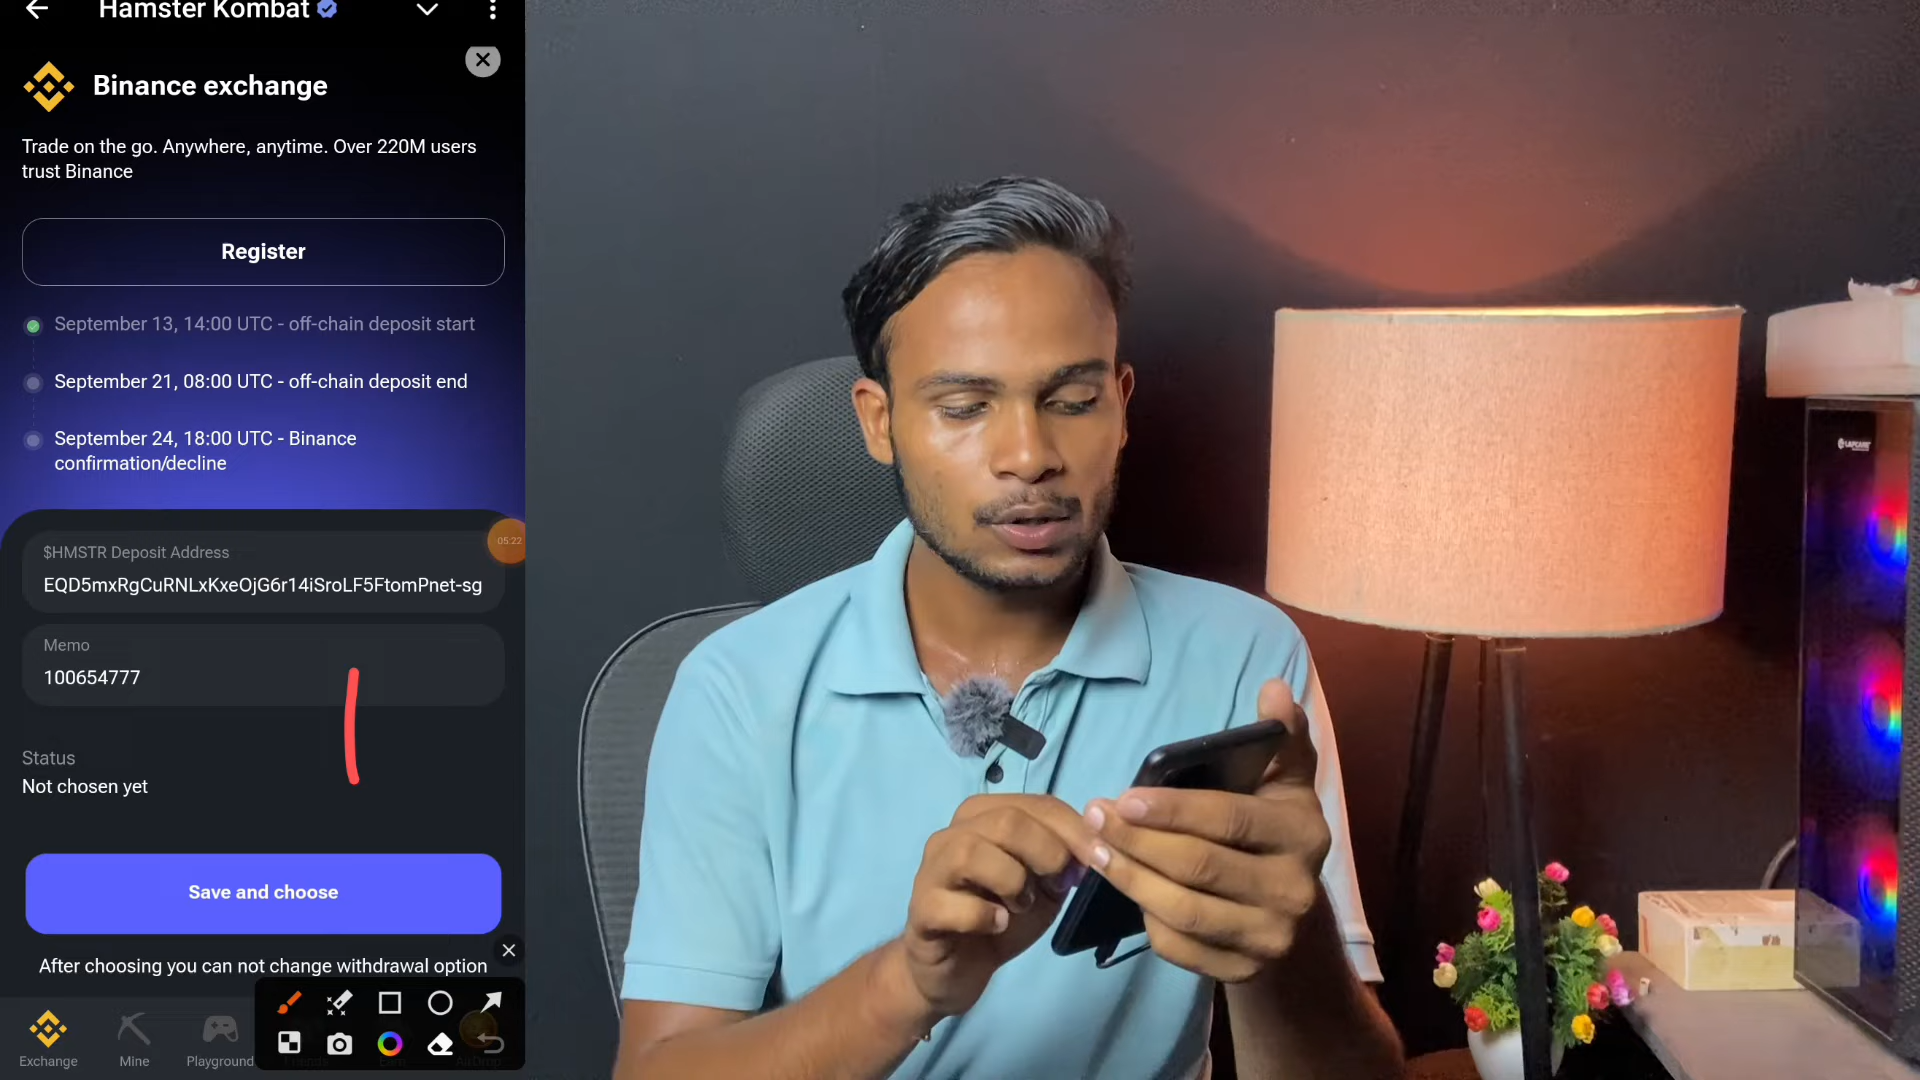 Hamster Kombat
Binance exchange
Trade on the go. Anywhere, anytime. Over 220M users
trust Binance
Register
September 13, 14:00 UTC - off-chain deposit start
September 21, 08:00 UTC - off-chain deposit end
September 24, 18:00 UTC - Binance
confirmation/decline
$HMSTR Deposit Address
05:22
EQD5mxRgCuRNLxKxeOjG6r14iSroLF5FtomPnet-sg
Memo
100654777
Status
Not chosen yet
Save and choose
After choosing you can not change withdrawal option
Exchange
Mine
Playground